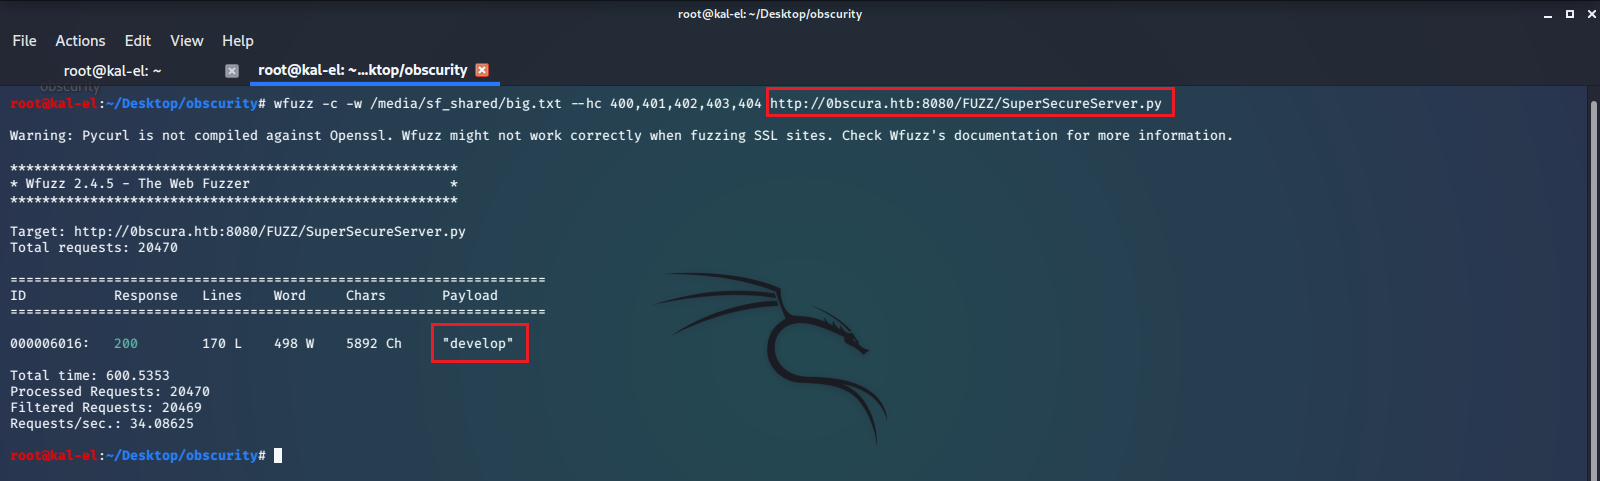 root@kal-el: ~/Desktop/obscurity
File Actions Edit View Help
root@kal-el: ~ root@kal-el: ~...ktop/obscurity
obscurity
root@kal-el:~/Desktop/obscurity# wfuzz -c -w /media/sf_shared/big.txt --hc 400,401,402,403,404 http://0bscura.htb:8080/FUZZ/SuperSecureServer.py
Warning: Pycurl is not compiled against Openssl. Wfuzz might not work correctly when fuzzing SSL sites. Check Wfuzz's documentation for more information.
********************************************************
* Wfuzz 2.4.5 - The Web Fuzzer                         *
********************************************************
Target: http://0bscura.htb:8080/FUZZ/SuperSecureServer.py
Total requests: 20470
===================================================================
ID           Response   Lines    Word     Chars       Payload
===================================================================
000006016:   200        170 L    498 W    5892 Ch     "develop"
Total time: 600.5353
Processed Requests: 20470
Filtered Requests: 20469
Requests/sec.: 34.08625
root@kal-el:~/Desktop/obscurity#